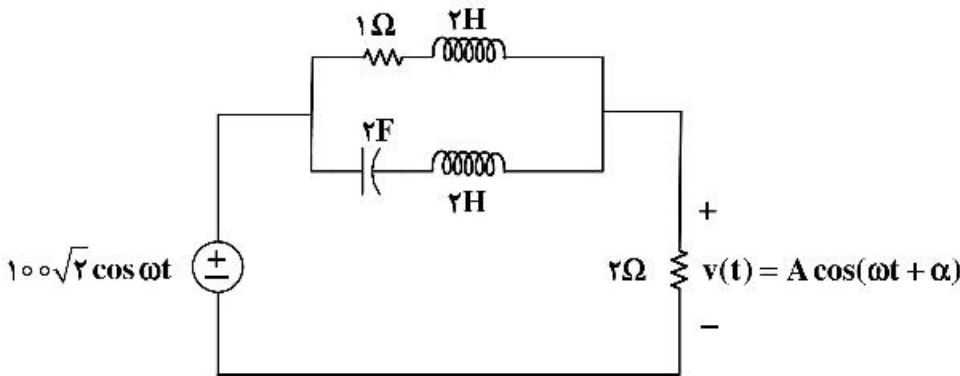 ۱Ω
۲H
۲F
۲H
+
۱۰۰√۲ cos ωt
+
−
۲Ω
v(t) = A cos(ωt + α)
−